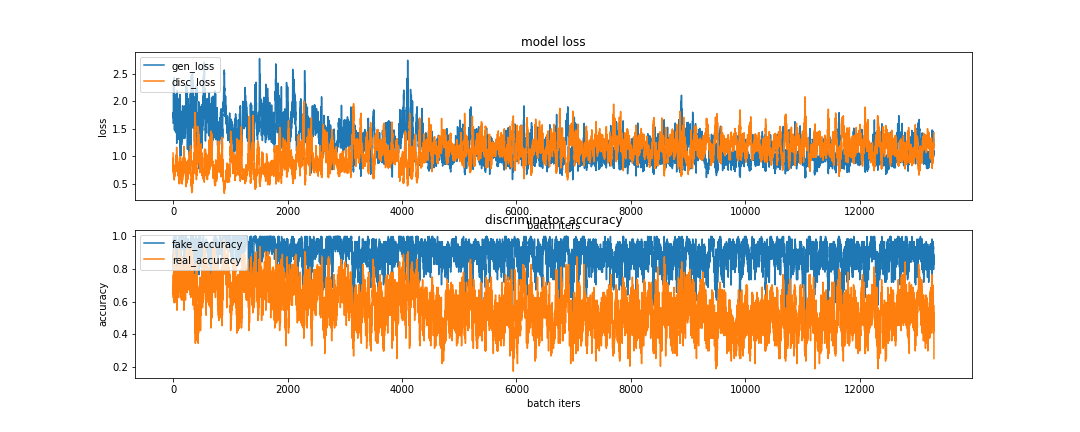 model loss
gen_loss
disc_loss
loss
2.5
2.0
1.5
1.0
0.5
0 2000 4000 6000 8000 10000 12000
batch iters
discriminator accuracy
fake_accuracy
real_accuracy
accuracy
1.0
0.8
0.6
0.4
0.2
0 2000 4000 6000 8000 10000 12000
batch iters